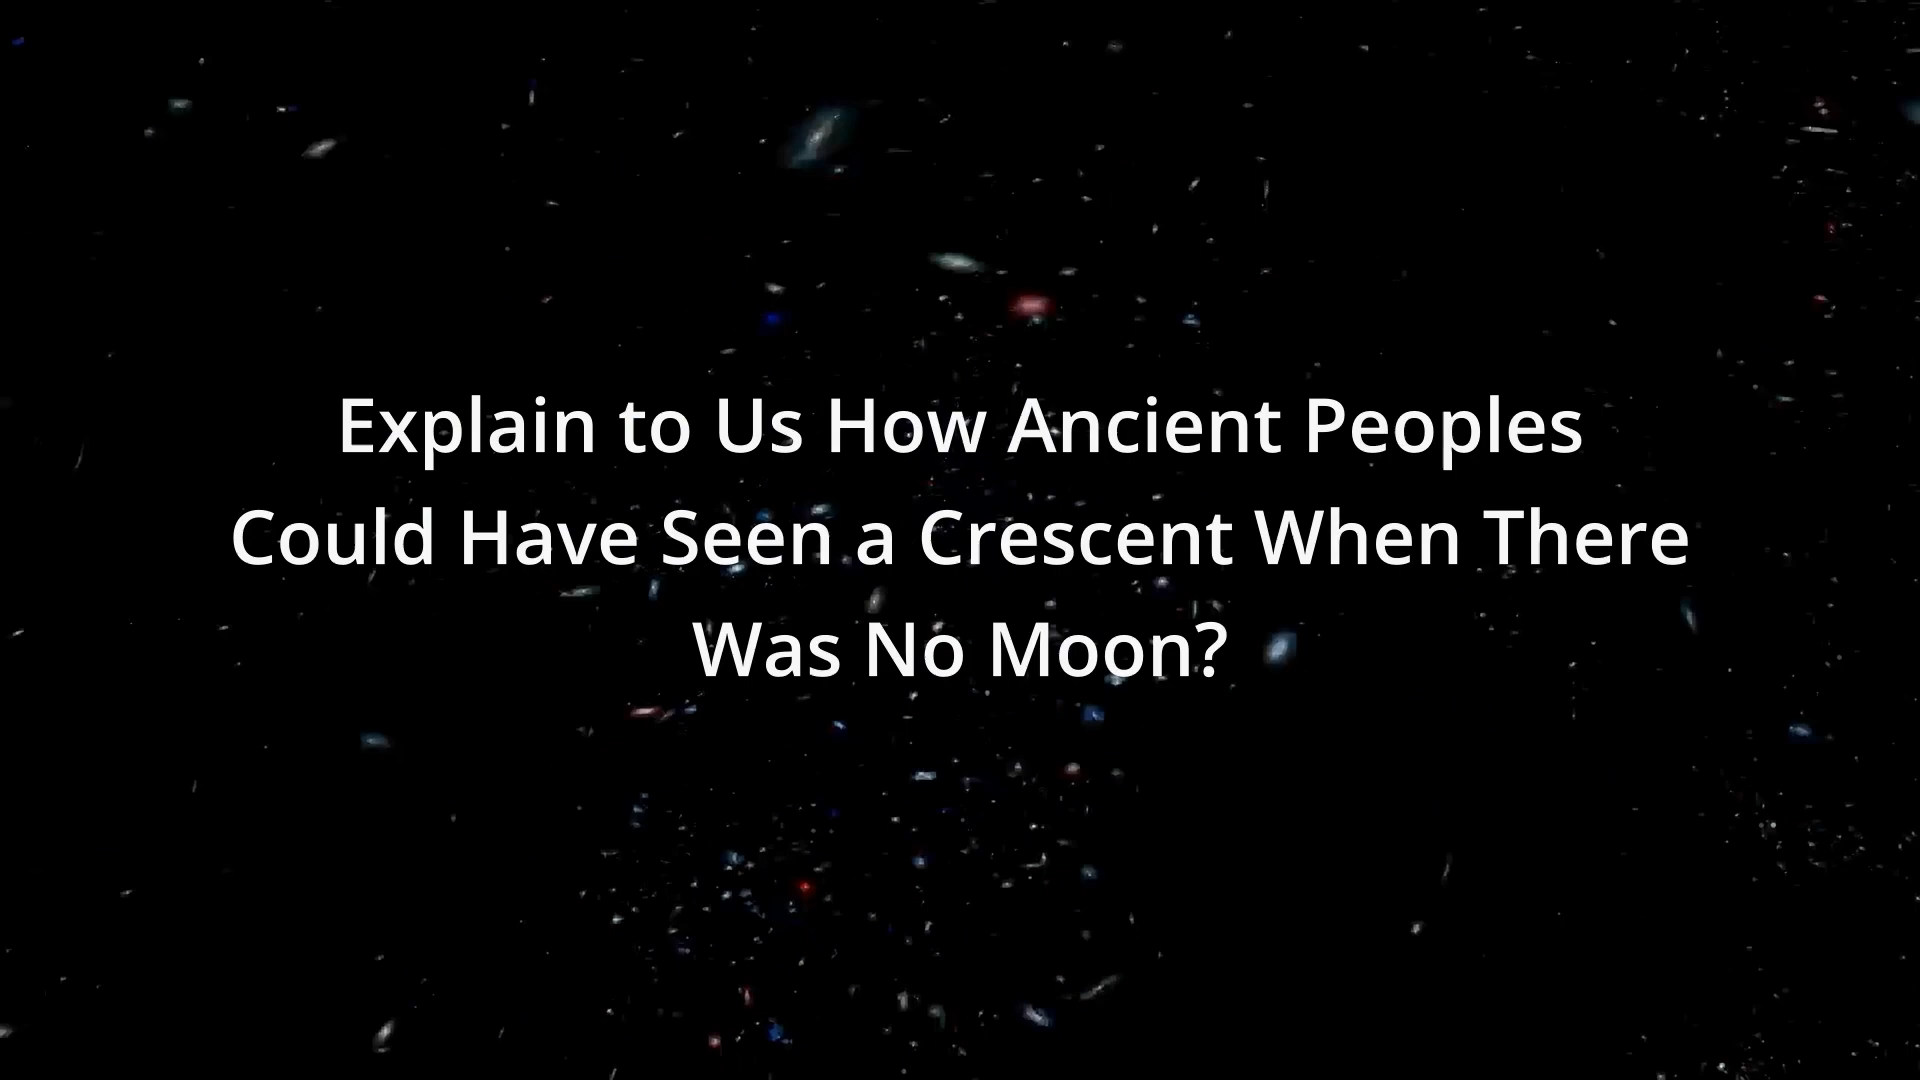 Explain to Us How Ancient Peoples
Could Have Seen a Crescent When There
Was No Moon?